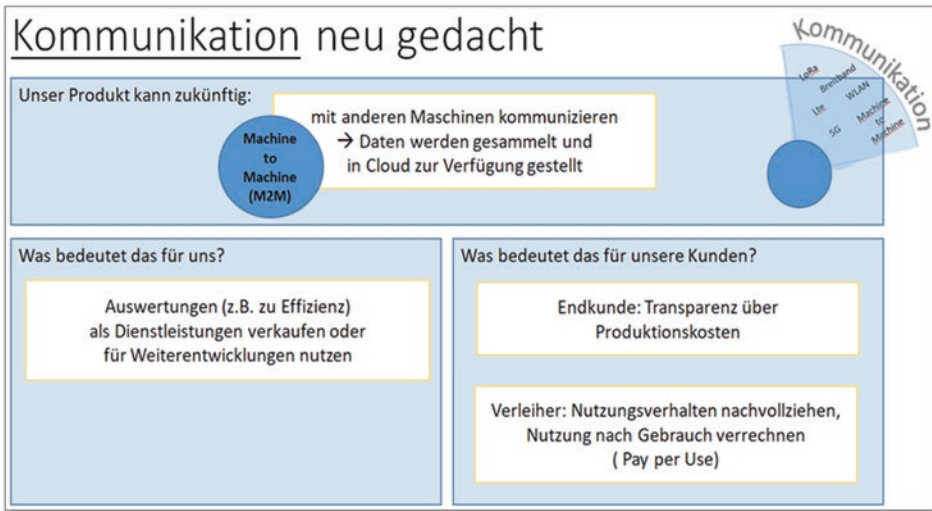 Kommunikation neu gedacht
Kommunikation
LoRa
Breitband
WLAN
Lte
5G
Machine
to
Machine
Unser Produkt kann zukünftig:
mit anderen Maschinen kommunizieren
→ Daten werden gesammelt und
in Cloud zur Verfügung gestellt
Machine
to
Machine
(M2M)
Was bedeutet das für uns?
Auswertungen (z.B. zu Effizienz)
als Dienstleistungen verkaufen oder
für Weiterentwicklungen nutzen
Was bedeutet das für unsere Kunden?
Endkunde: Transparenz über
Produktionskosten
Verleiher: Nutzungsverhalten nachvollziehen,
Nutzung nach Gebrauch verrechnen
( Pay per Use)